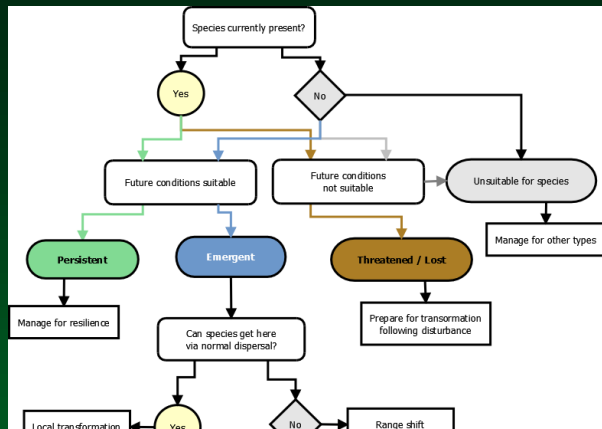 Species currently present?
Yes
No
Future conditions suitable
Future conditions
not suitable
Unsuitable for species
Manage for other types
Persistent
Emergent
Threatened / Lost
Manage for resilience
Can species get here
via normal dispersal?
Prepare for transormation
following disturbance
Local transformation
Yes
No
Range shift